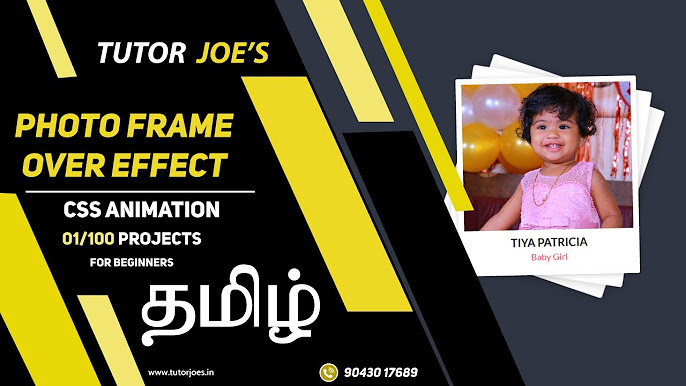 TUTOR JOE'S
PHOTO FRAME
OVER EFFECT
CSS ANIMATION
01/100 PROJECTS
FOR BEGINNERS
தமிழ்
www.tutorjoes.in
90430 17689
TIYA PATRICIA
Baby Girl